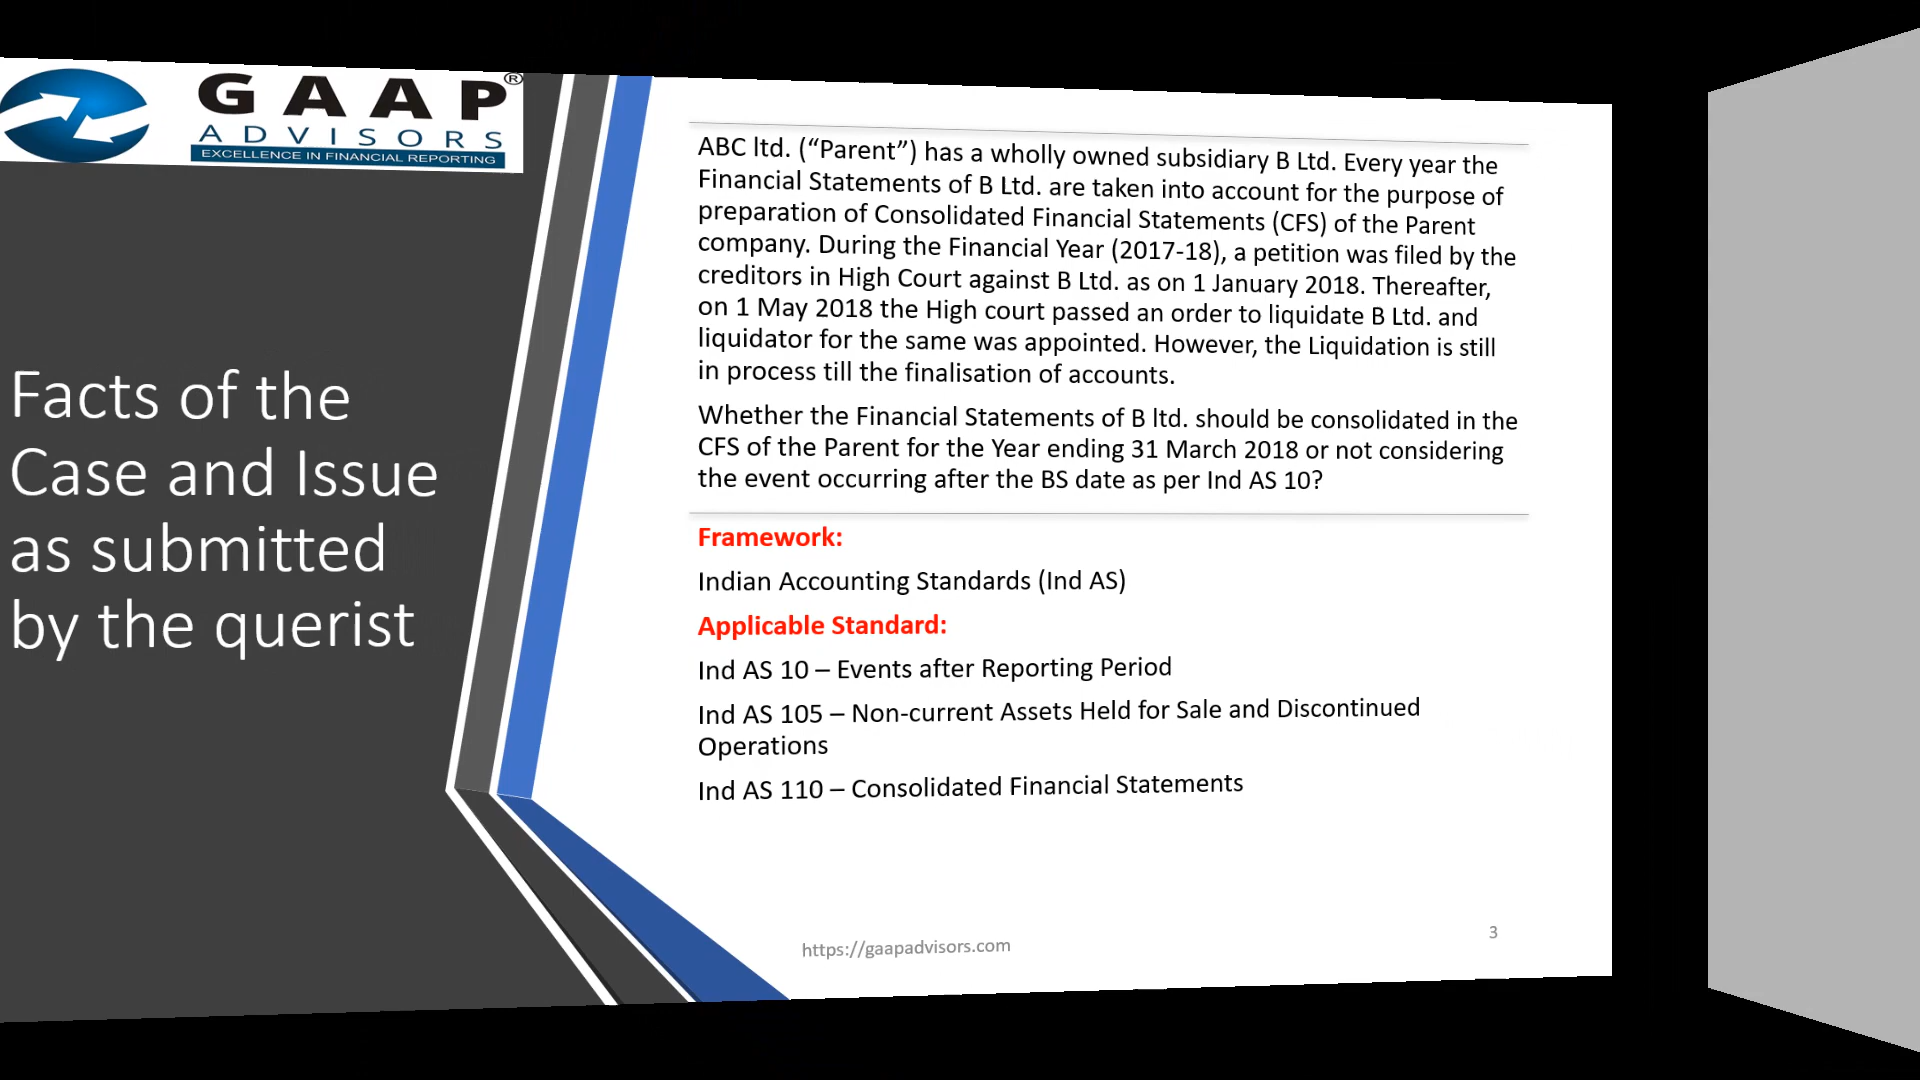 GAAP®
ADVISORS
EXCELLENCE IN FINANCIAL REPORTING
Facts of the
Case and Issue
as submitted
by the querist
ABC ltd. (“Parent”) has a wholly owned subsidiary B Ltd. Every year the
Financial Statements of B Ltd. are taken into account for the purpose of
preparation of Consolidated Financial Statements (CFS) of the Parent
company. During the Financial Year (2017-18), a petition was filed by the
creditors in High Court against B Ltd. as on 1 January 2018. Thereafter,
on 1 May 2018 the High court passed an order to liquidate B Ltd. and
liquidator for the same was appointed. However, the Liquidation is still
in process till the finalisation of accounts.
Whether the Financial Statements of B ltd. should be consolidated in the
CFS of the Parent for the Year ending 31 March 2018 or not considering
the event occurring after the BS date as per Ind AS 10?
Framework:
Indian Accounting Standards (Ind AS)
Applicable Standard:
Ind AS 10 – Events after Reporting Period
Ind AS 105 – Non-current Assets Held for Sale and Discontinued
Operations
Ind AS 110 – Consolidated Financial Statements
https://gaapadvisors.com
3